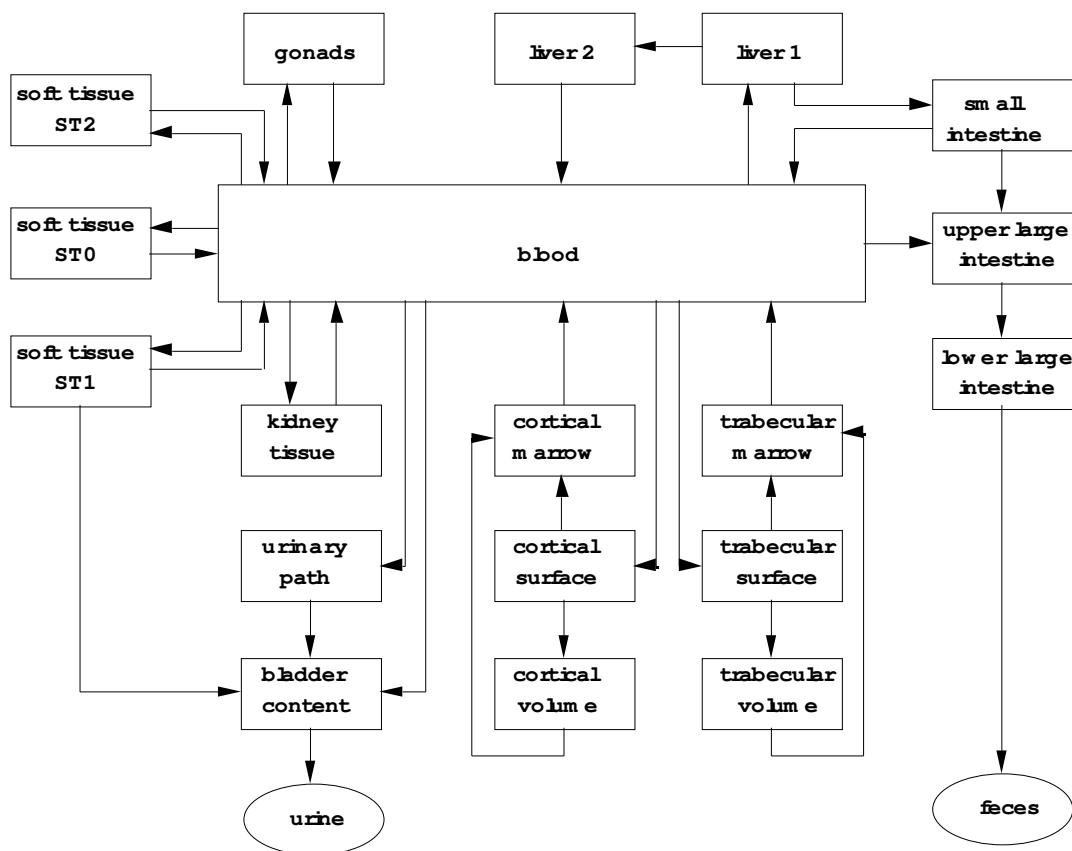 gonads
liver 2
liver 1
soft tissue
ST2
small
intestine
soft tissue
ST0
blood
upper large
intestine
soft tissue
ST1
lower large
intestine
kidney
tissue
cortical
marrow
trabecular
marrow
urinary
path
cortical
surface
trabecular
surface
bladder
content
cortical
volume
trabecular
volume
urine
feces